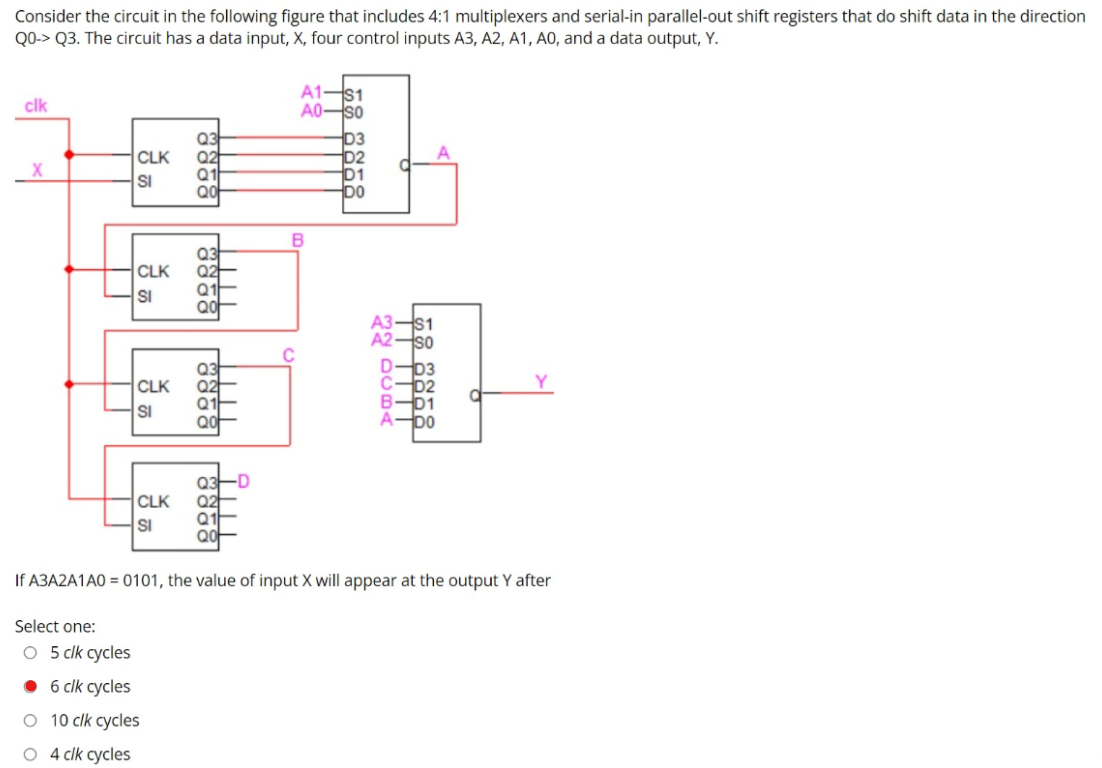 Consider the circuit in the following figure that includes 4:1 multiplexers and serial-in parallel-out shift registers that do shift data in the direction
Q0-> Q3. The circuit has a data input, X, four control inputs A3, A2, A1, A0, and a data output, Y.
clk
X
CLK
SI
Q3
Q2
Q1
Q0
A1
A0
S1
S0
D3
D2
D1
D0
Q
A
B
CLK
SI
Q3
Q2
Q1
Q0
C
CLK
SI
Q3
Q2
Q1
Q0
A3
A2
D
C
B
A
S1
S0
D3
D2
D1
D0
Q
Y
CLK
SI
Q3
Q2
Q1
Q0
D
If A3A2A1A0 = 0101, the value of input X will appear at the output Y after
Select one:
5 clk cycles
6 clk cycles
10 clk cycles
4 clk cycles